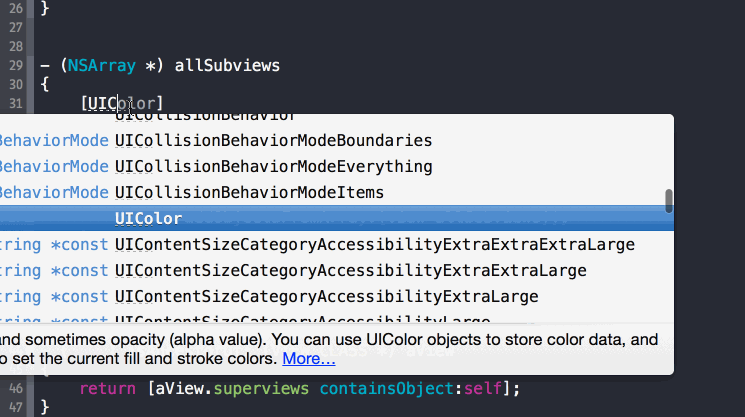 26 }
27
28
29 - (NSArray *) allSubviews
30 {
31 [UIColor]
UICollisionBehavior
BehaviorMode UICollisionBehaviorModeBoundaries
BehaviorMode UICollisionBehaviorModeEverything
BehaviorMode UICollisionBehaviorModeItems
UIColor
tring *const UIContentSizeCategoryAccessibilityExtraExtraExtraLarge
tring *const UIContentSizeCategoryAccessibilityExtraExtraLarge
tring *const UIContentSizeCategoryAccessibilityExtraLarge
tring *const UIContentSizeCategoryAccessibilityLarge
and sometimes opacity (alpha value). You can use UIColor objects to store color data, and
o set the current fill and stroke colors. More…
45 {
46 return [aView.superviews containsObject:self];
47 }